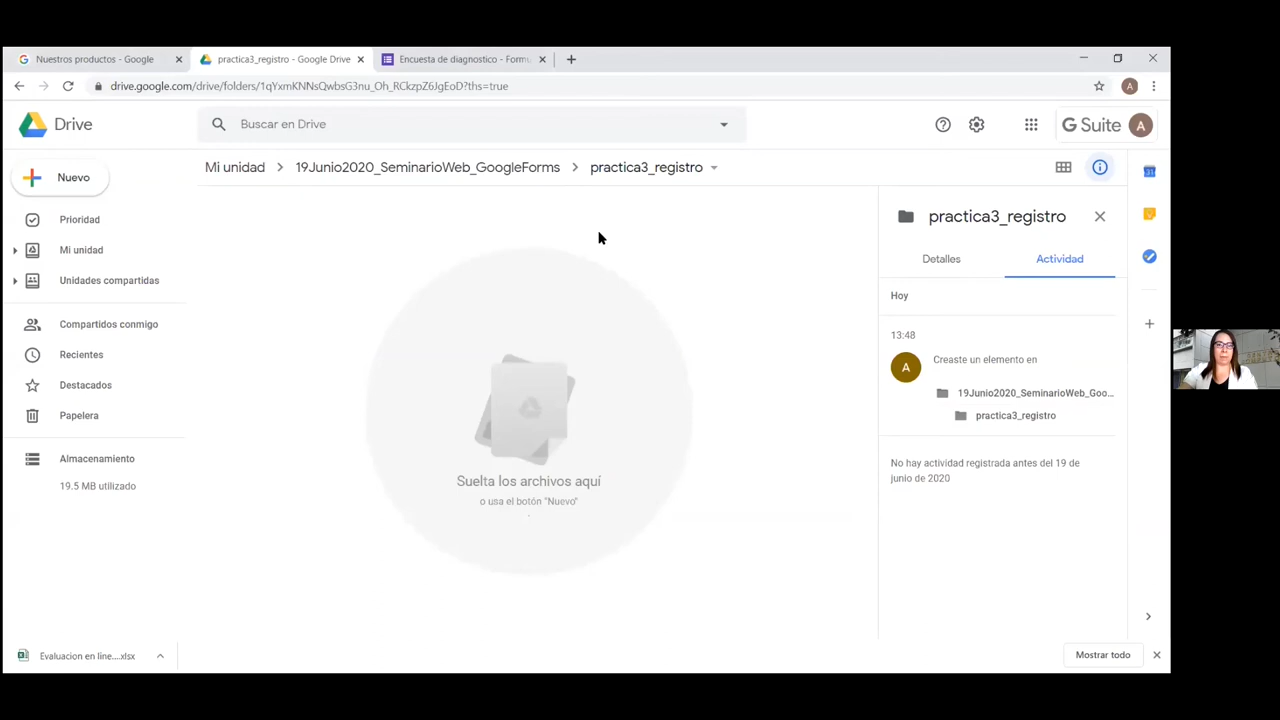 Nuestros productos - Google
practica3_registro - Google Drive
Encuesta de diagnostico - Formu
drive.google.com/drive/folders/1qYxmKNNsQwbsG3nu_Oh_RCkzpZ6JgEoD?ths=true
A
Drive
Buscar en Drive
G Suite
A
Nuevo
Mi unidad > 19Junio2020_SeminarioWeb_GoogleForms > practica3_registro
Prioridad
Mi unidad
Unidades compartidas
Compartidos conmigo
Recientes
Destacados
Papelera
Almacenamiento
19.5 MB utilizado
Suelta los archivos aquí
o usa el botón "Nuevo"
practica3_registro
Detalles
Actividad
Hoy
13:48
A
Creaste un elemento en
19Junio2020_SeminarioWeb_Goo...
practica3_registro
No hay actividad registrada antes del 19 de
junio de 2020
31
Evaluacion en line....xlsx
Mostrar todo